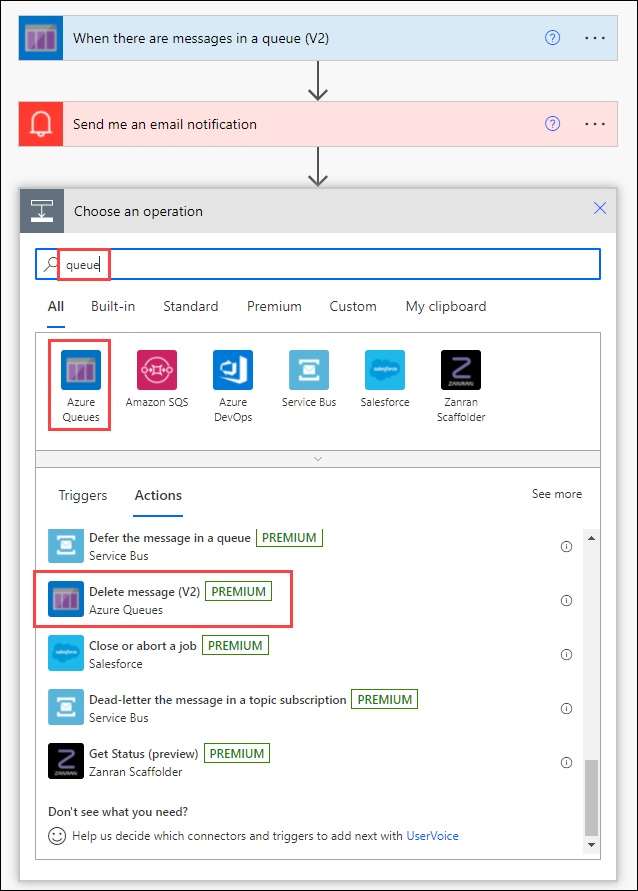 When there are messages in a queue (V2)
Send me an email notification
Choose an operation
queue
All Built-in Standard Premium Custom My clipboard
Azure Queues
Amazon SQS
Azure DevOps
Service Bus
Salesforce
Zanran Scaffolder
Triggers Actions See more
Defer the message in a queue PREMIUM
Service Bus
Delete message (V2) PREMIUM
Azure Queues
Close or abort a job PREMIUM
salesforce
Salesforce
Dead-letter the message in a topic subscription PREMIUM
Service Bus
Get Status (preview) PREMIUM
ZANRAN
Zanran Scaffolder
Don't see what you need?
Help us decide which connectors and triggers to add next with UserVoice